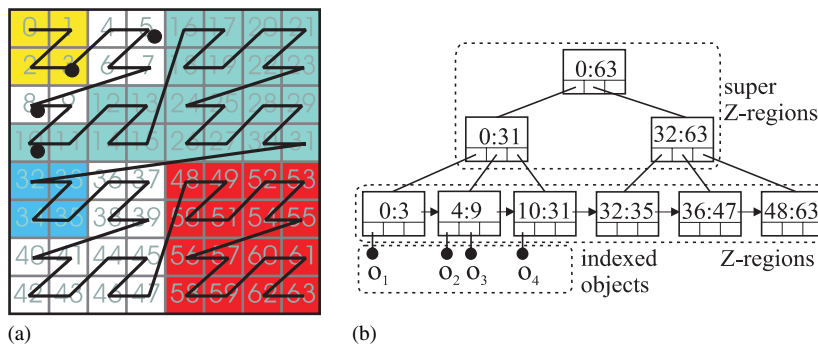 0 1 4 5 16 17 20 21
2 3 6 7 18 19 22 23
8 9 12 13 24 25 28 29
10 11 14 15 26 27 30 31
32 33 36 37 48 49 52 53
34 35 38 39 50 51 54 55
40 41 44 45 56 57 60 61
42 43 46 47 58 59 62 63
(a)
0:63
super
Z-regions
0:31 32:63
0:3 4:9 10:31 32:35 36:47 48:63
o1 o2 o3 o4
indexed
objects
Z-regions
(b)